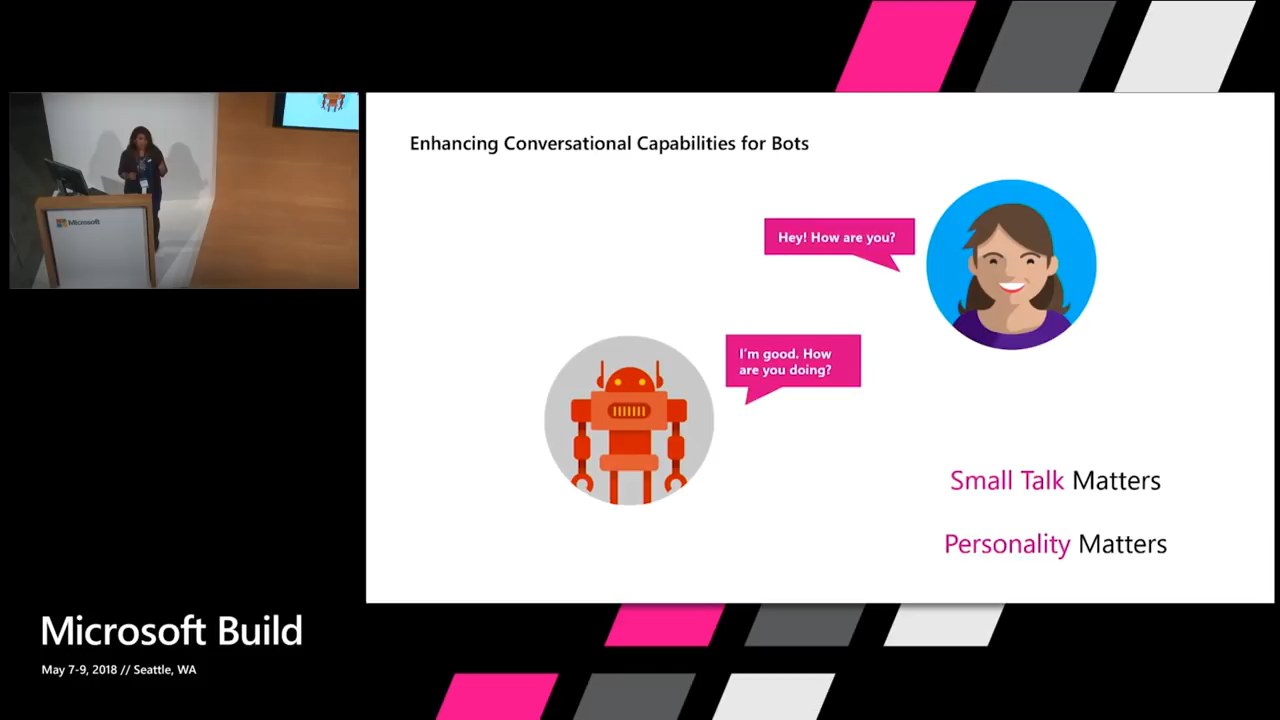 Microsoft
Enhancing Conversational Capabilities for Bots
Hey! How are you?
I'm good. How
are you doing?
Small Talk Matters
Personality Matters
Microsoft Build
May 7-9, 2018 // Seattle, WA